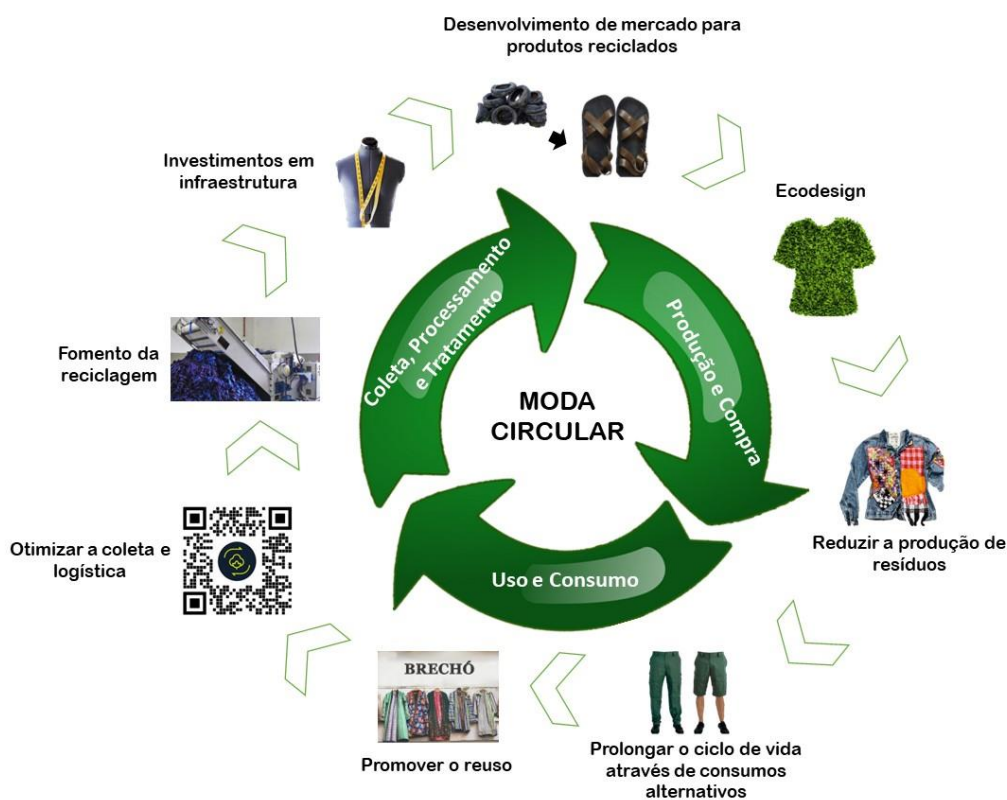 Desenvolvimento de mercado para
produtos reciclados
Investimentos em
infraestrutura
Ecodesign
Coleta, Processamento
e Tratamento
Produção e Compra
Fomento da
reciclagem
MODA
CIRCULAR
Otimizar a coleta e
logística
Reduzir a produção de
resíduos
Uso e Consumo
BRECHÓ
Promover o reuso
Prolongar o ciclo de vida
através de consumos
alternativos